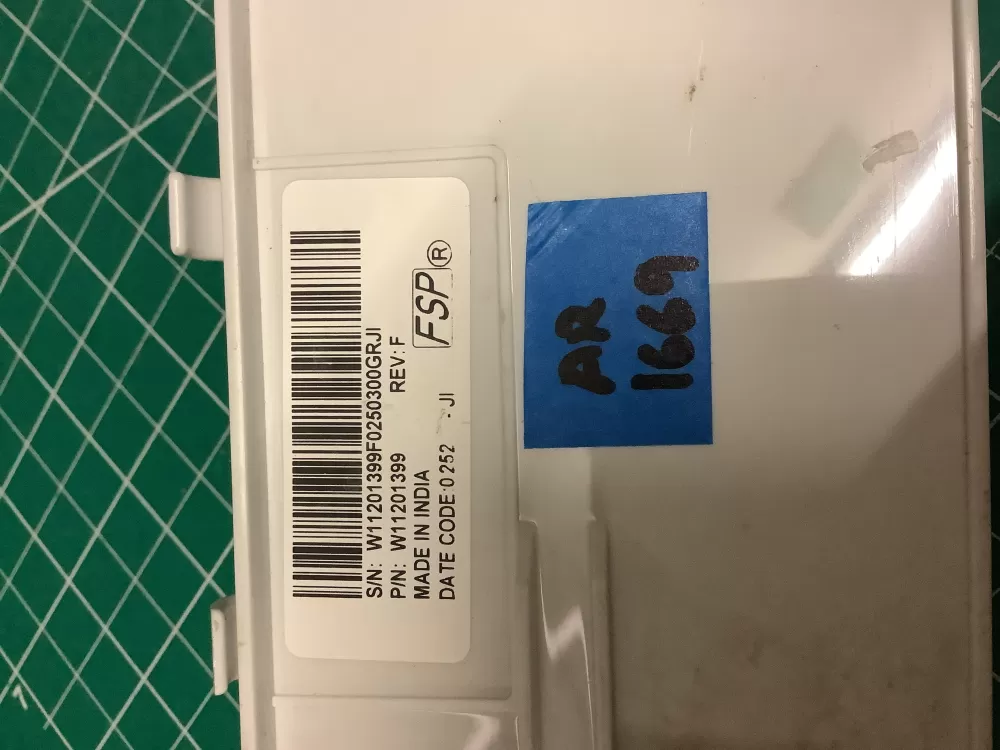 S/N: W11201399F0250300GRJI
P/N: W11201399 REV: F
MADE IN INDIA
DATE CODE:0252 - JI
FSP®
AR
1669